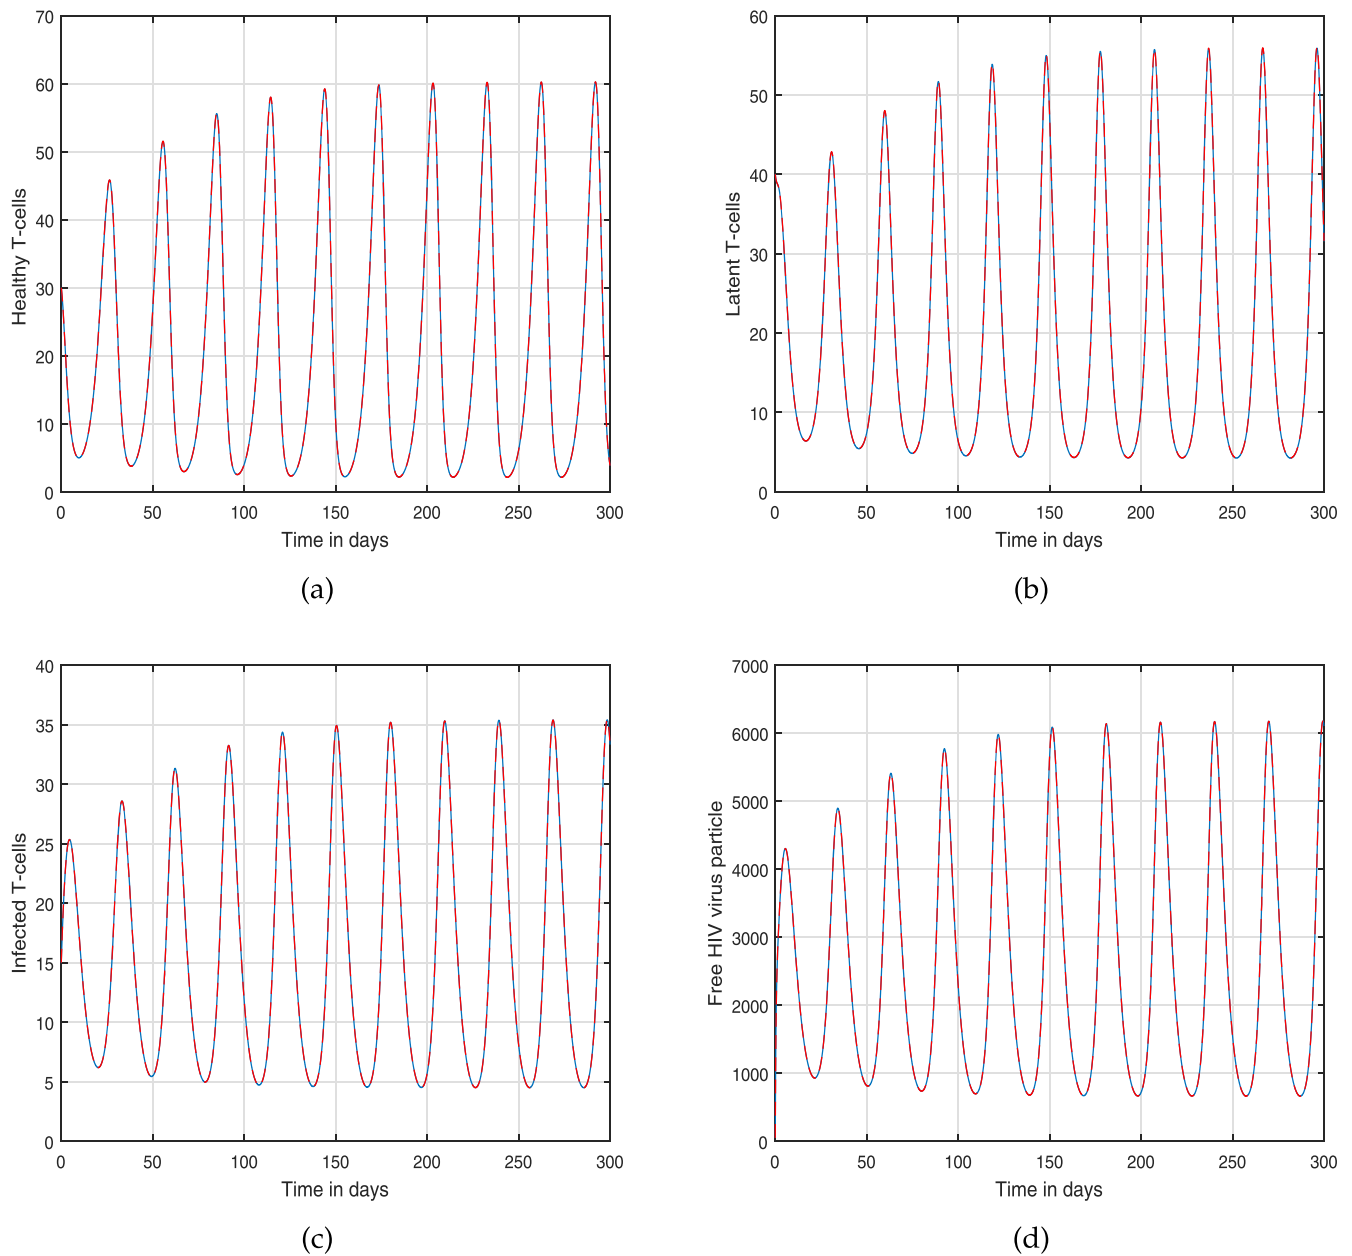 70
60
50
40
30
20
10
0
Healthy T-cells
0 50 100 150 200 250 300
Time in days
(a)
60
50
40
30
20
10
0
Latent T-cells
0 50 100 150 200 250 300
Time in days
(b)
40
35
30
25
20
15
10
5
0
Infected T-cells
0 50 100 150 200 250 300
Time in days
(c)
7000
6000
5000
4000
3000
2000
1000
0
Free HIV virus particle
0 50 100 150 200 250 300
Time in days
(d)